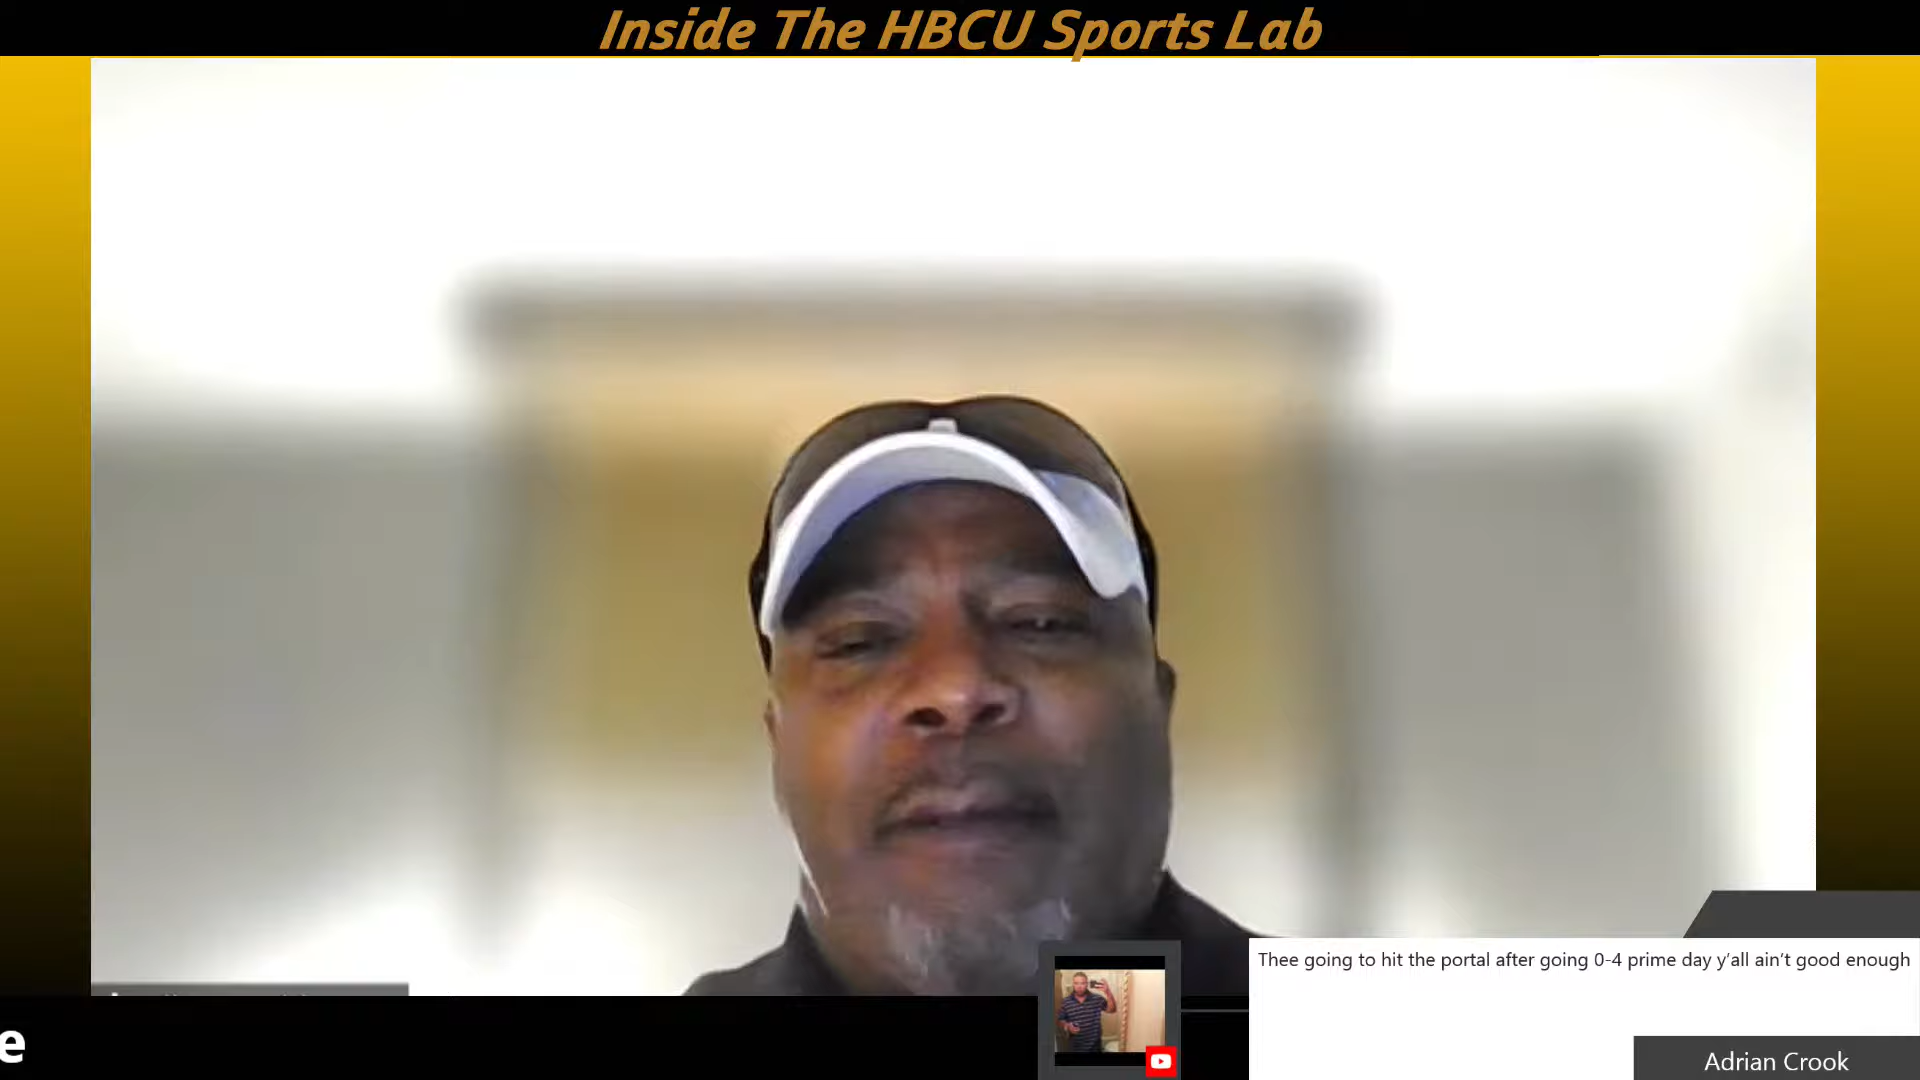 Inside The HBCU Sports Lab
Thee going to hit the portal after going 0-4 prime day y’all ain’t good enough
e
Adrian Crook